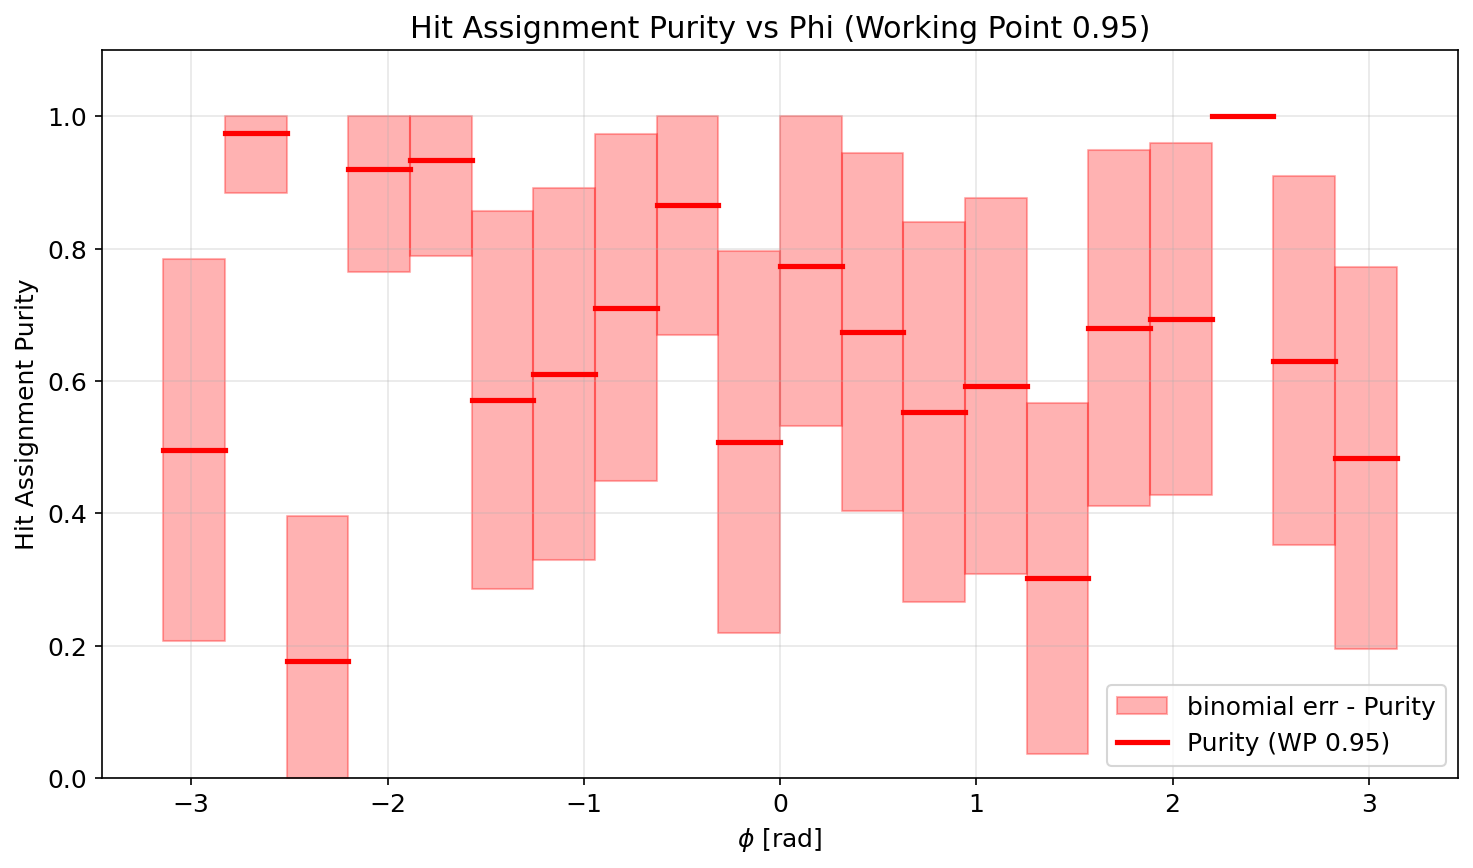 Hit Assignment Purity vs Phi (Working Point 0.95)
Hit Assignment Purity
1.0
0.8
0.6
0.4
0.2
0.0
−3
−2
−1
0
1
2
3
ϕ [rad]
binomial err - Purity
Purity (WP 0.95)